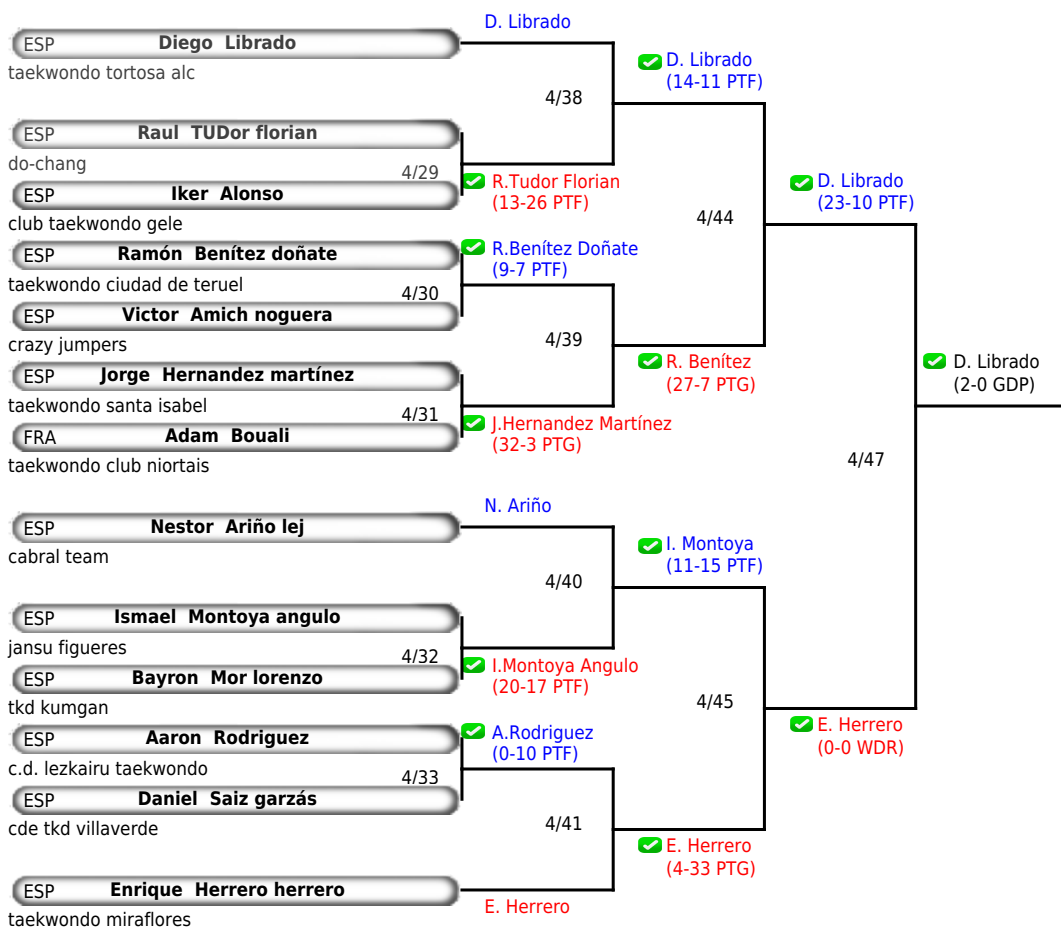 D. Librado
ESP Diego Librado
taekwondo tortosa alc
4/38
D. Librado
(14-11 PTF)
ESP Raul TUDor florian
do-chang
4/29
ESP Iker Alonso
club taekwondo gele
R.Tudor Florian
(13-26 PTF)
D. Librado
(23-10 PTF)
4/44
ESP Ramón Benítez doñate
taekwondo ciudad de teruel
4/30
ESP Victor Amich noguera
crazy jumpers
R.Benítez Doñate
(9-7 PTF)
4/39
R. Benítez
(27-7 PTG)
ESP Jorge Hernandez martínez
taekwondo santa isabel
4/31
FRA Adam Bouali
taekwondo club niortais
J.Hernandez Martínez
(32-3 PTG)
D. Librado
(2-0 GDP)
4/47
N. Ariño
ESP Nestor Ariño lej
cabral team
4/40
I. Montoya
(11-15 PTF)
ESP Ismael Montoya angulo
jansu figueres
4/32
ESP Bayron Mor lorenzo
tkd kumgan
I.Montoya Angulo
(20-17 PTF)
4/45
E. Herrero
(0-0 WDR)
ESP Aaron Rodriguez
c.d. lezkairu taekwondo
4/33
ESP Daniel Saiz garzás
cde tkd villaverde
A.Rodriguez
(0-10 PTF)
4/41
E. Herrero
(4-33 PTG)
ESP Enrique Herrero herrero
taekwondo miraflores
E. Herrero